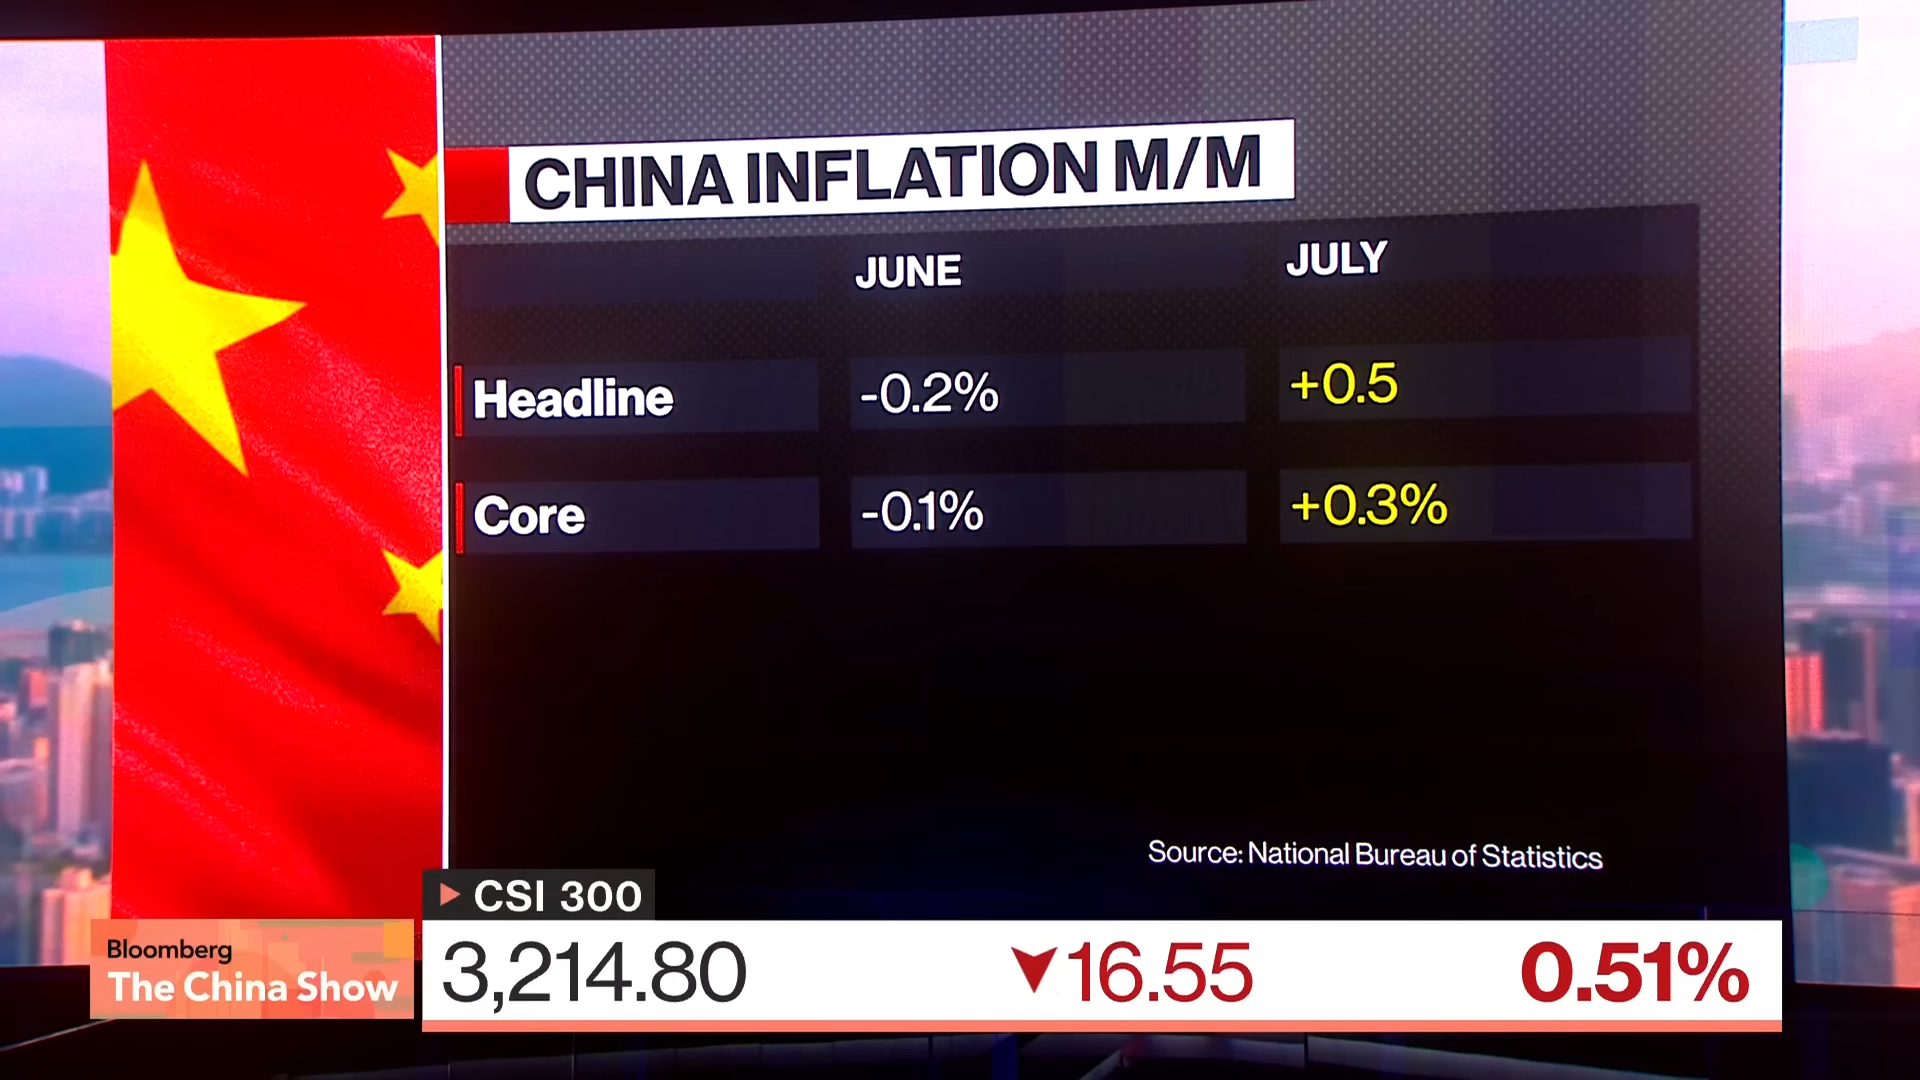 CHINA INFLATION M/M
JUNE JULY
Headline -0.2% +0.5
Core -0.1% +0.3%
Source: National Bureau of Statistics
CSI 300
3,214.80 16.55 0.51%
Bloomberg
The China Show